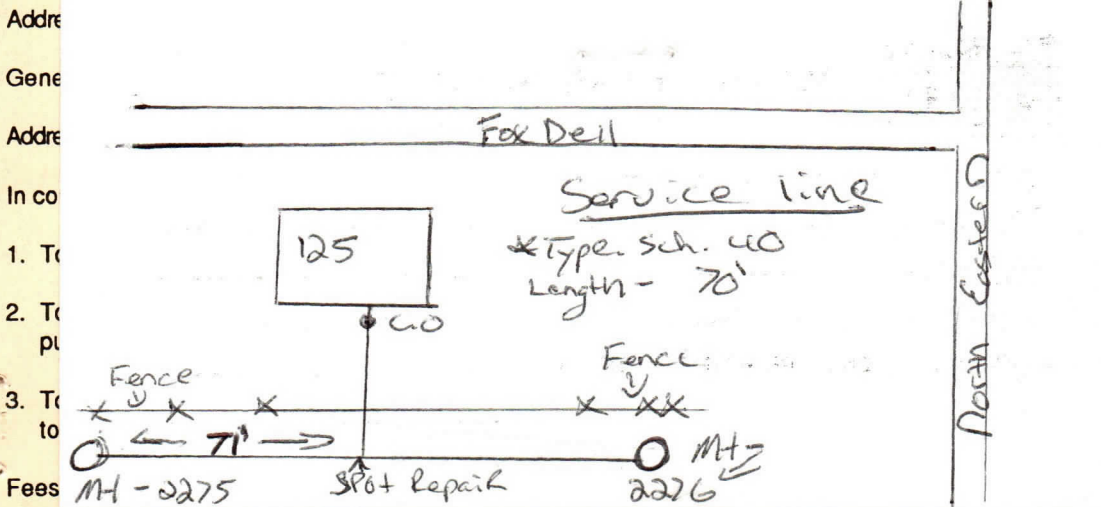 Addre
Gene
Addre
In co
1. To
2. To
pu
3. To
to
Fees
Fox Dell
North Eastern
Service line
*Type. Sch. 40
Length - 70'
125
C.O
Fence
Fence
← 71' →
MH - 2275
Spot Repair
MH-
2276